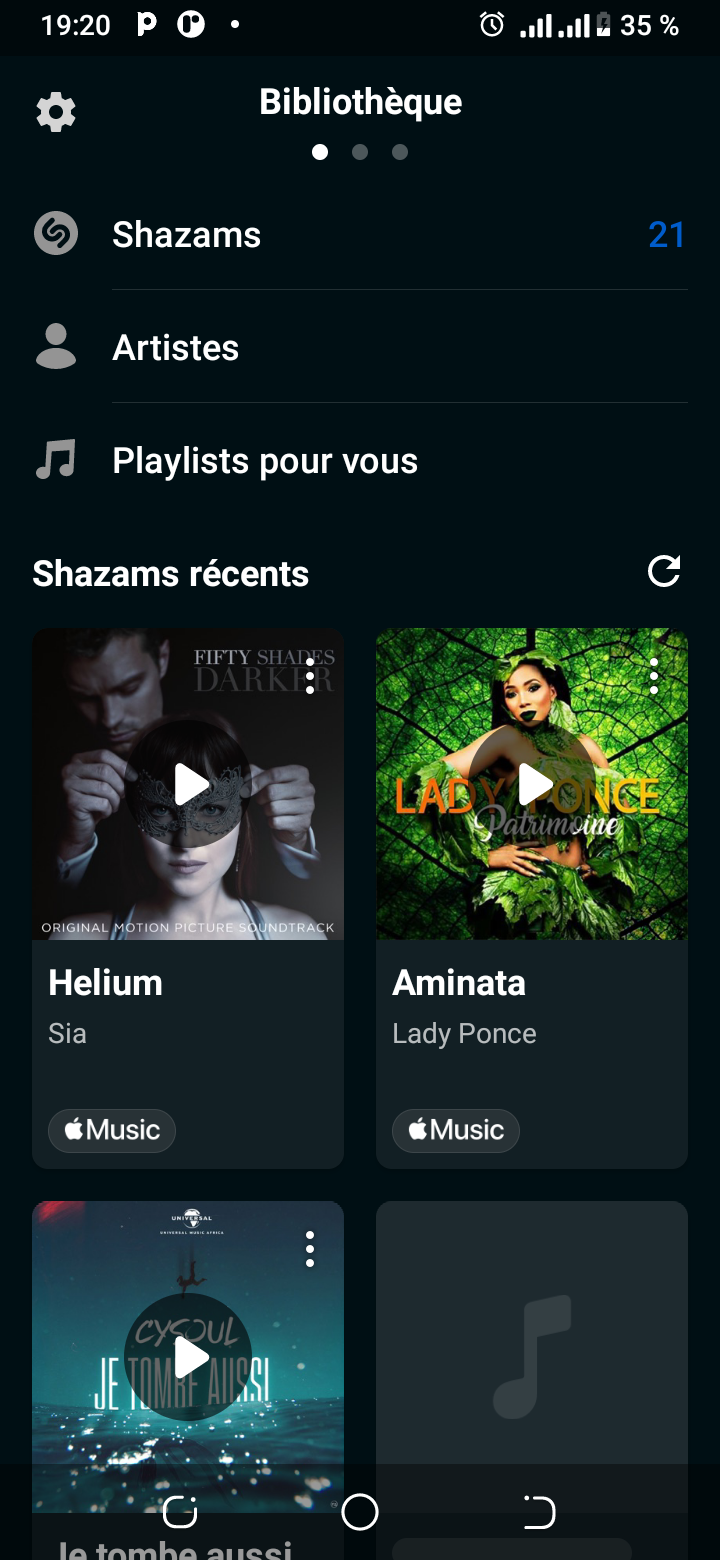 19:20
35 %
Bibliothèque
Shazams
21
Artistes
Playlists pour vous
Shazams récents
FIFTY SHADES
DARKER
ORIGINAL MOTION PICTURE SOUNDTRACK
LADY PONCE
Patrimoine
Helium
Sia
Music
Aminata
Lady Ponce
Music
UNIVERSAL
UNIVERSAL MUSIC AFRICA
CYSOUL
JE TOMBE AUSSI
Je tombe aussi